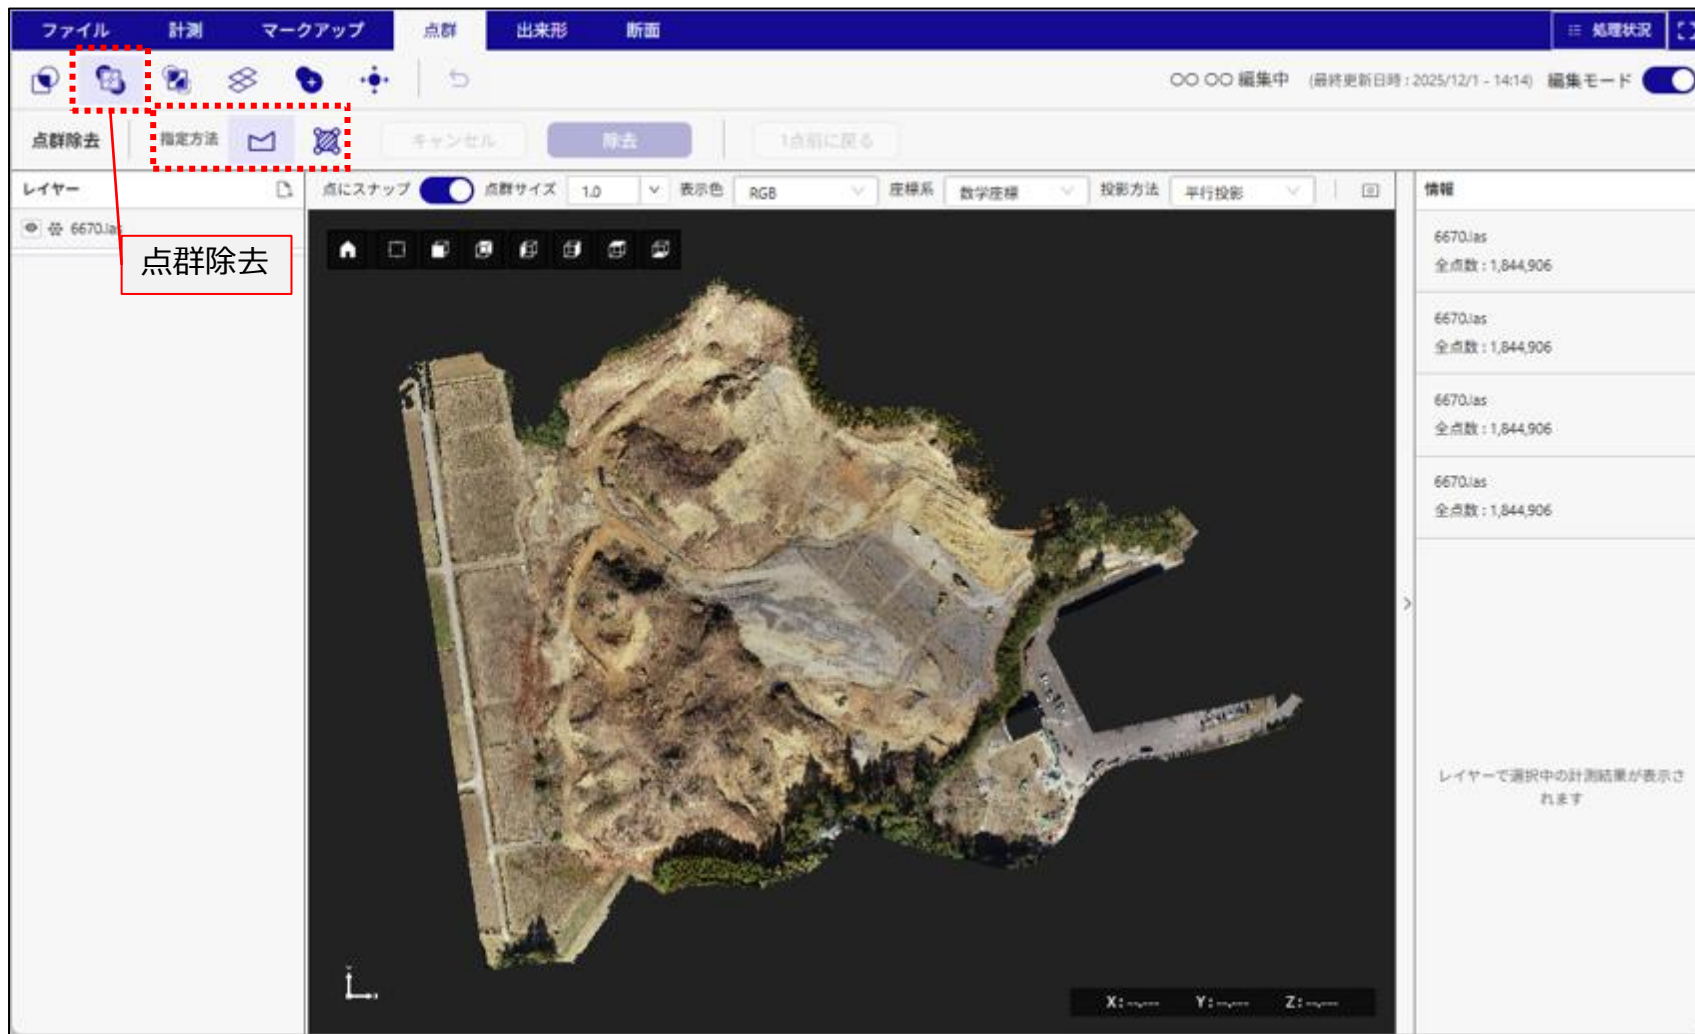 ファイル 計測 マークアップ 点群 出来形 断面 処理状況
〇〇 〇〇 編集中 (最終更新日時 : 2025/12/1 - 14:14) 編集モード
点群除去 指定方法 キャンセル 除去 1点前に戻る
レイヤー 点にスナップ 点群サイズ 1.0 表示色 RGB 座標系 数学座標 投影方法 平行投影 情報
6670.las
点群除去
6670.las
全点数 : 1,844,906
6670.las
全点数 : 1,844,906
6670.las
全点数 : 1,844,906
6670.las
全点数 : 1,844,906
レイヤーで選択中の計測結果が表示さ
れます
X : --.--- Y : --.--- Z : --.---